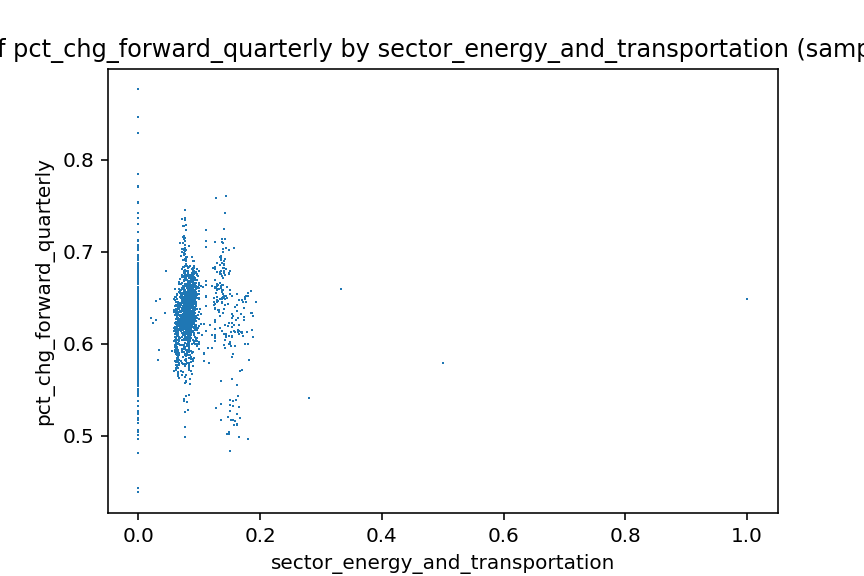 f pct_chg_forward_quarterly by sector_energy_and_transportation (samp
0.8
0.7
0.6
0.5
pct_chg_forward_quarterly
0.0 0.2 0.4 0.6 0.8 1.0
sector_energy_and_transportation